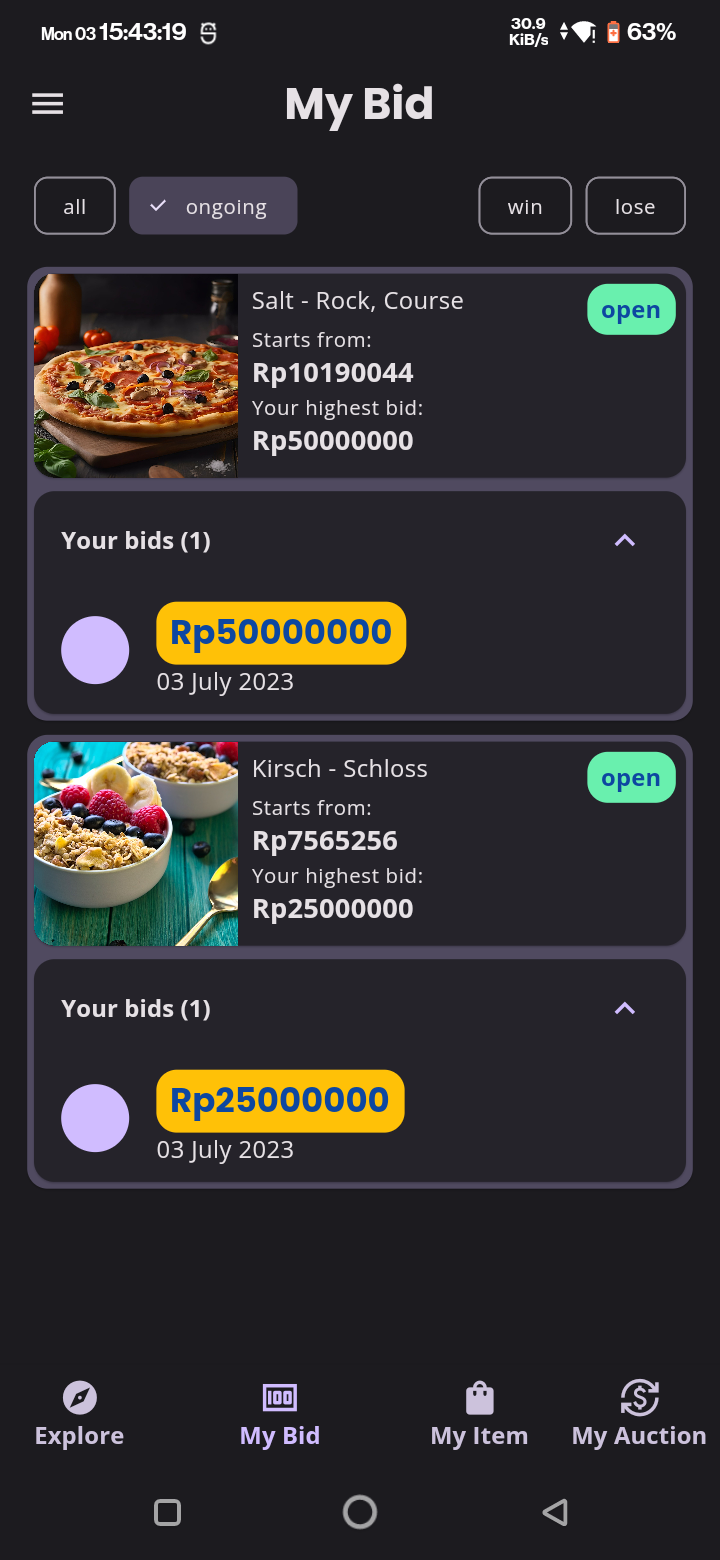 Mon 03 15:43:19
30.9
KiB/s
63%
My Bid
all
ongoing
win
lose
Salt - Rock, Course
open
Starts from:
Rp10190044
Your highest bid:
Rp50000000
Your bids (1)
Rp50000000
03 July 2023
Kirsch - Schloss
open
Starts from:
Rp7565256
Your highest bid:
Rp25000000
Your bids (1)
Rp25000000
03 July 2023
Explore
My Bid
My Item
My Auction